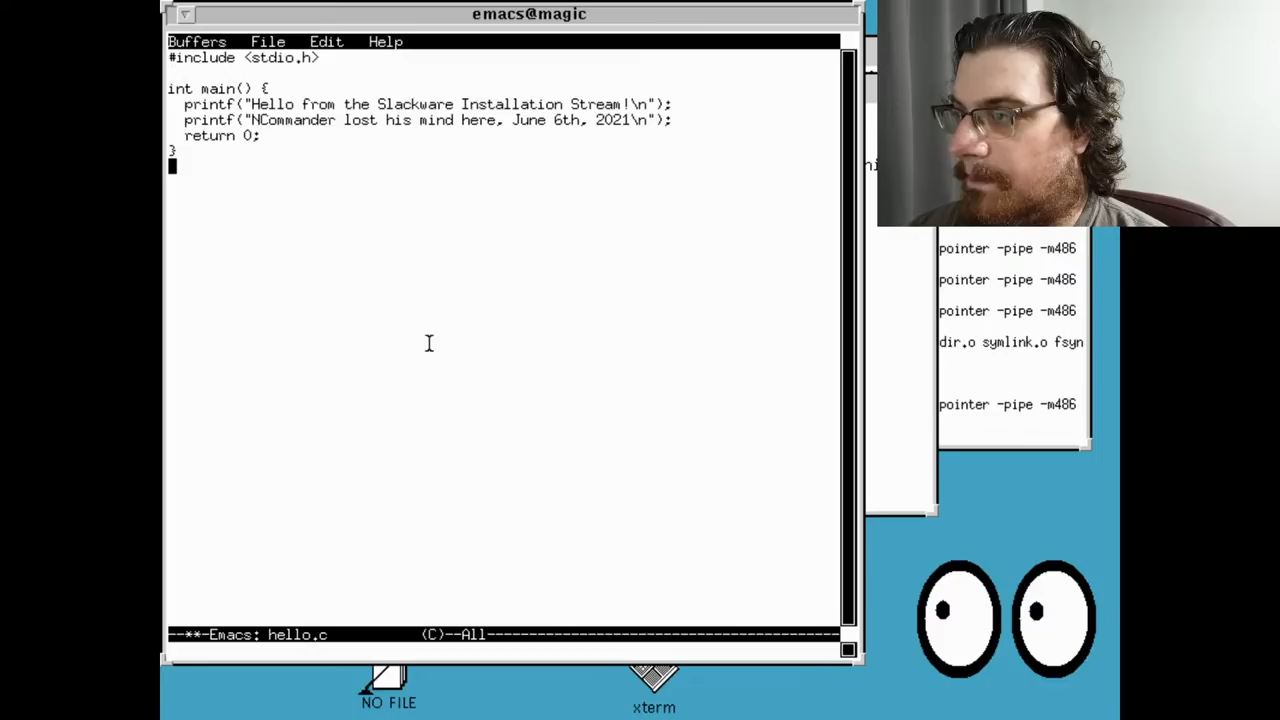 emacs@magic
Buffers File Edit Help
#include <stdio.h>
int main() {
printf("Hello from the Slackware Installation Stream!\n");
printf("NCommander lost his mind here, June 6th, 2021\n");
return 0;
}
pointer -pipe -m486
pointer -pipe -m486
pointer -pipe -m486
dir.o symlink.o fsyn
pointer -pipe -m486
--**-Emacs: hello.c (C)--All----------------------------------------------
NO FILE
xterm